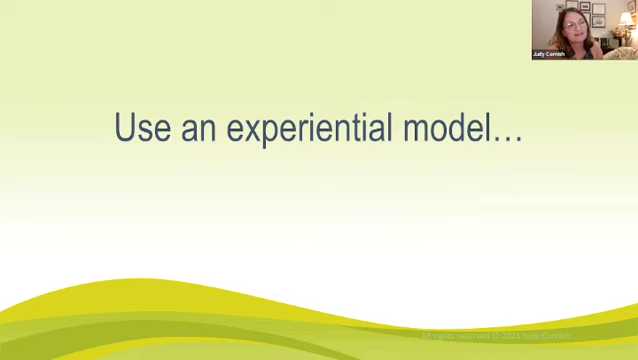 Judy Cornish
Use an experiential model…
All rights reserved © 2021 Judy Cornish